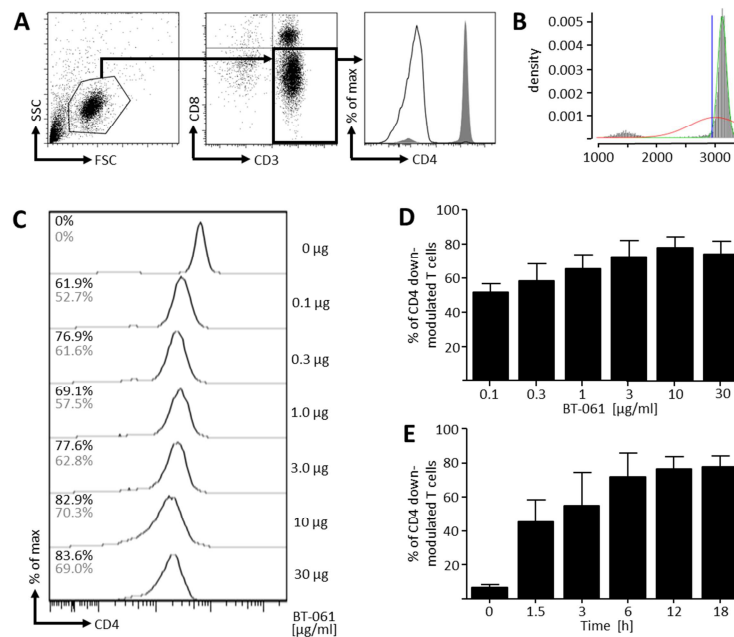 A
SSC
FSC
CD8
CD3
% of max
CD4
B
density
0.005
0.004
0.003
0.002
0.001
1000 2000 3000
C
0%
0%
0 µg
61.9%
52.7%
0.1 µg
76.9%
61.6%
0.3 µg
69.1%
57.5%
1.0 µg
77.6%
62.8%
3.0 µg
82.9%
70.3%
10 µg
83.6%
69.0%
30 µg
% of max
CD4
BT-061
[µg/ml]
D
% of CD4 down-
modulated T cells
100
80
60
40
20
0.1 0.3 1 3 10 30
BT-061 [µg/ml]
E
% of CD4 down-
modulated T cells
100
80
60
40
20
0 1.5 3 6 12 18
Time [h]